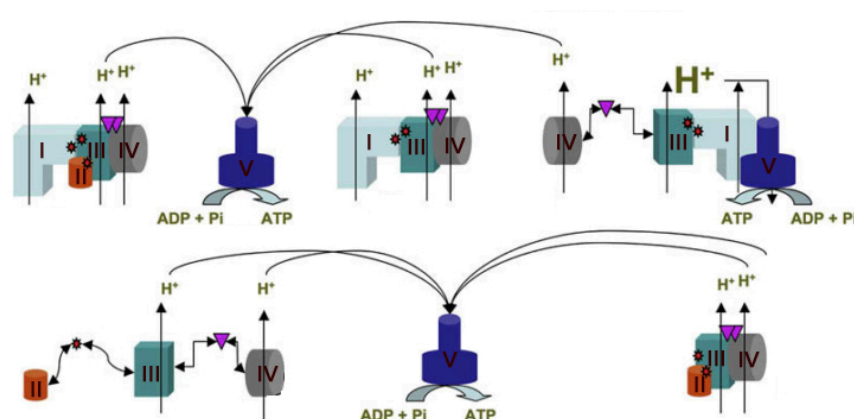 H⁺ H⁺ H⁺ H⁺ H⁺ H⁺ H⁺ H⁺
I III IV II V I III IV IV III I V
ADP + Pi ATP ATP ADP + Pi
H⁺ H⁺ H⁺ H⁺
II III IV V III IV II
ADP + Pi ATP